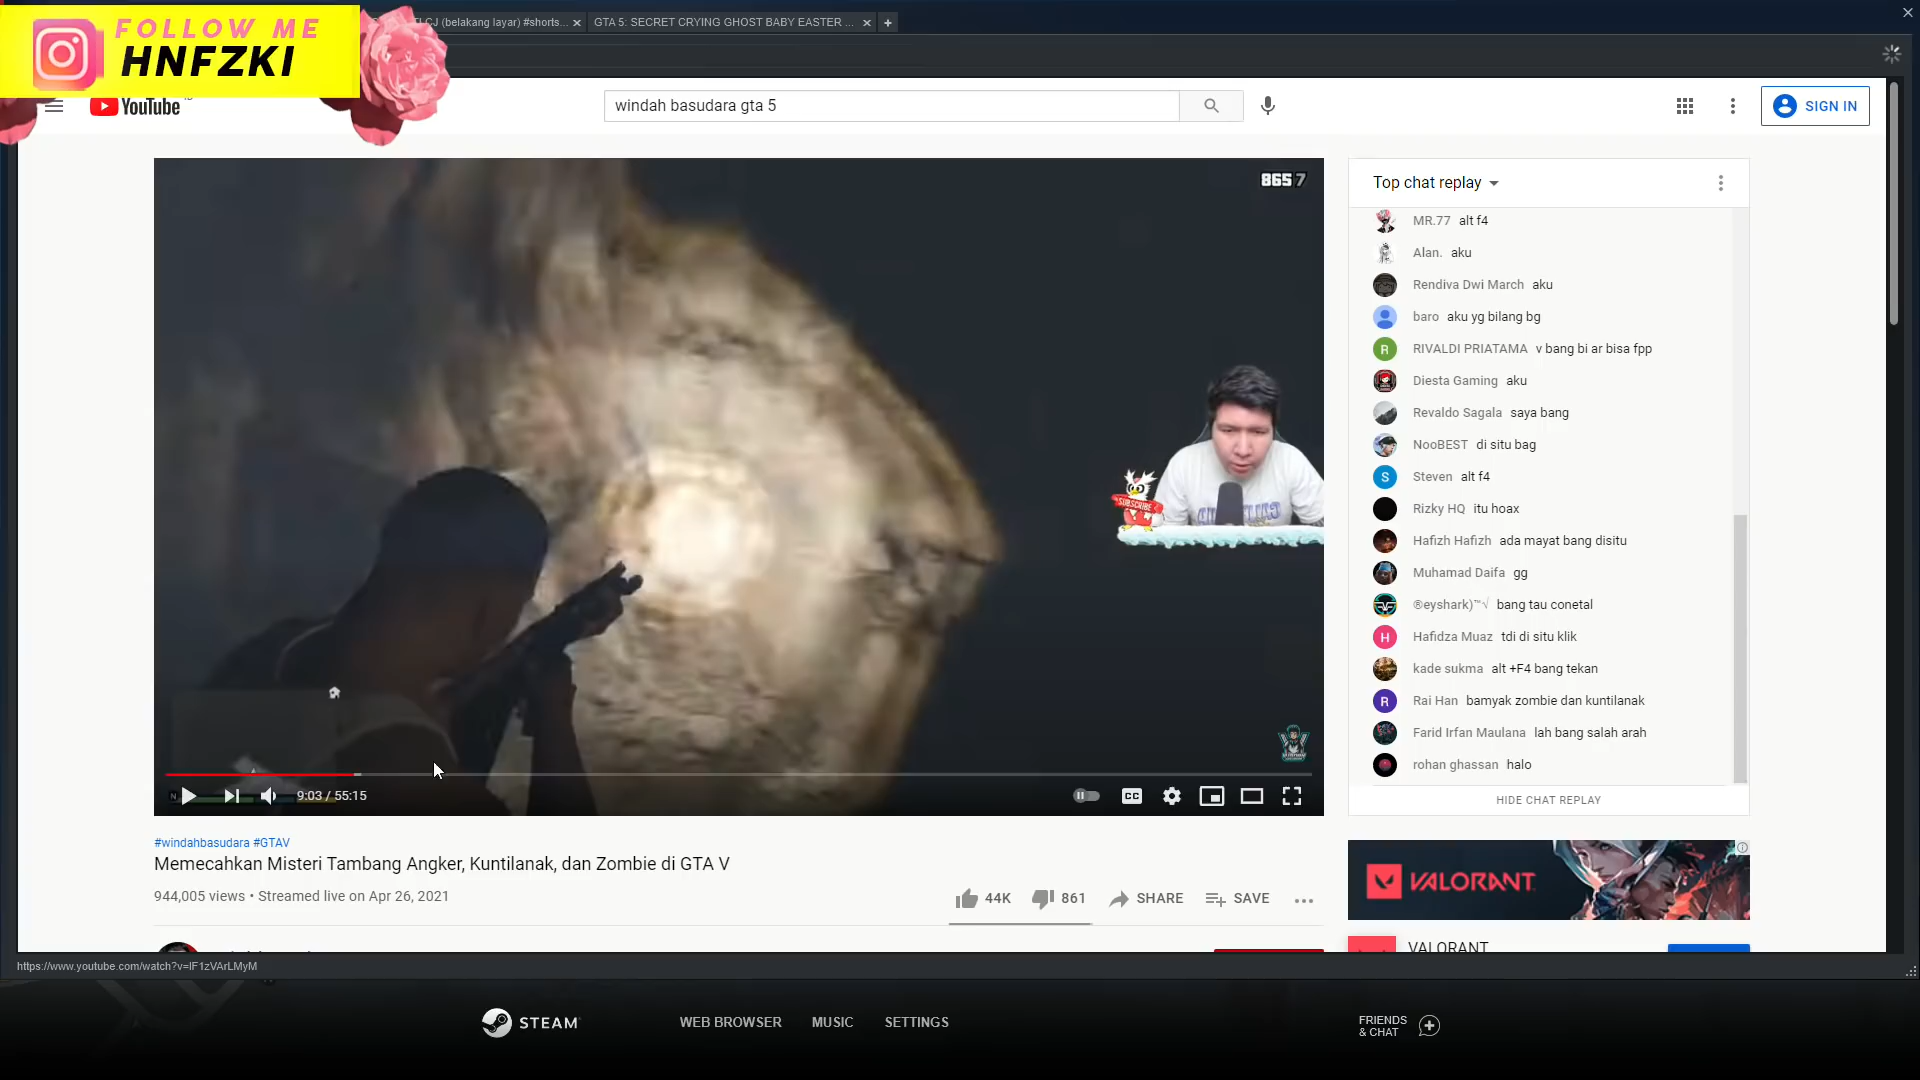 FOLLOW ME
HNFZKI
CJ (belakang layar) #shorts...
GTA 5: SECRET CRYING GHOST BABY EASTER ...
YouTube
windah basudara gta 5
SIGN IN
8657
SUBSCRIBE
9:03 / 55:15
CC
Top chat replay
MR.77 alt f4
Alan. aku
Rendiva Dwi March aku
baro aku yg bilang bg
R RIVALDI PRIATAMA v bang bi ar bisa fpp
Diesta Gaming aku
Revaldo Sagala saya bang
NooBEST di situ bag
S Steven alt f4
Rizky HQ itu hoax
Hafizh Hafizh ada mayat bang disitu
Muhamad Daifa gg
®eyshark)™√ bang tau conetal
H Hafidza Muaz tdi di situ klik
kade sukma alt +F4 bang tekan
R Rai Han bamyak zombie dan kuntilanak
Farid Irfan Maulana lah bang salah arah
rohan ghassan halo
HIDE CHAT REPLAY
#windahbasudara #GTAV
Memecahkan Misteri Tambang Angker, Kuntilanak, dan Zombie di GTA V
944,005 views • Streamed live on Apr 26, 2021
44K 861 SHARE SAVE
VALORANT
VALORANT
https://www.youtube.com/watch?v=IF1zVArLMyM
STEAM
WEB BROWSER MUSIC SETTINGS
FRIENDS
& CHAT